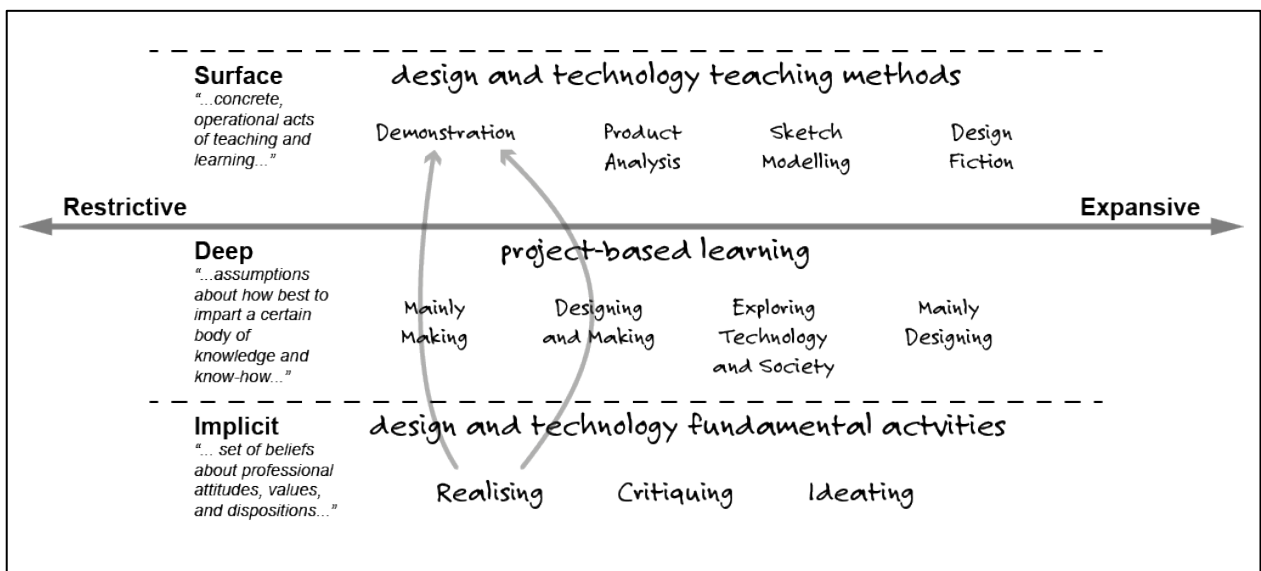 Surface
"...concrete,
operational acts
of teaching and
learning..."
design and technology teaching methods
Demonstration
Product
Analysis
Sketch
Modelling
Design
Fiction
Restrictive
Expansive
Deep
"...assumptions
about how best to
impart a certain
body of
knowledge and
know-how..."
project-based learning
Mainly
Making
Designing
and Making
Exploring
Technology
and Society
Mainly
Designing
Implicit
"... set of beliefs
about professional
attitudes, values,
and dispositions..."
design and technology fundamental actvities
Realising
Critiquing
Ideating